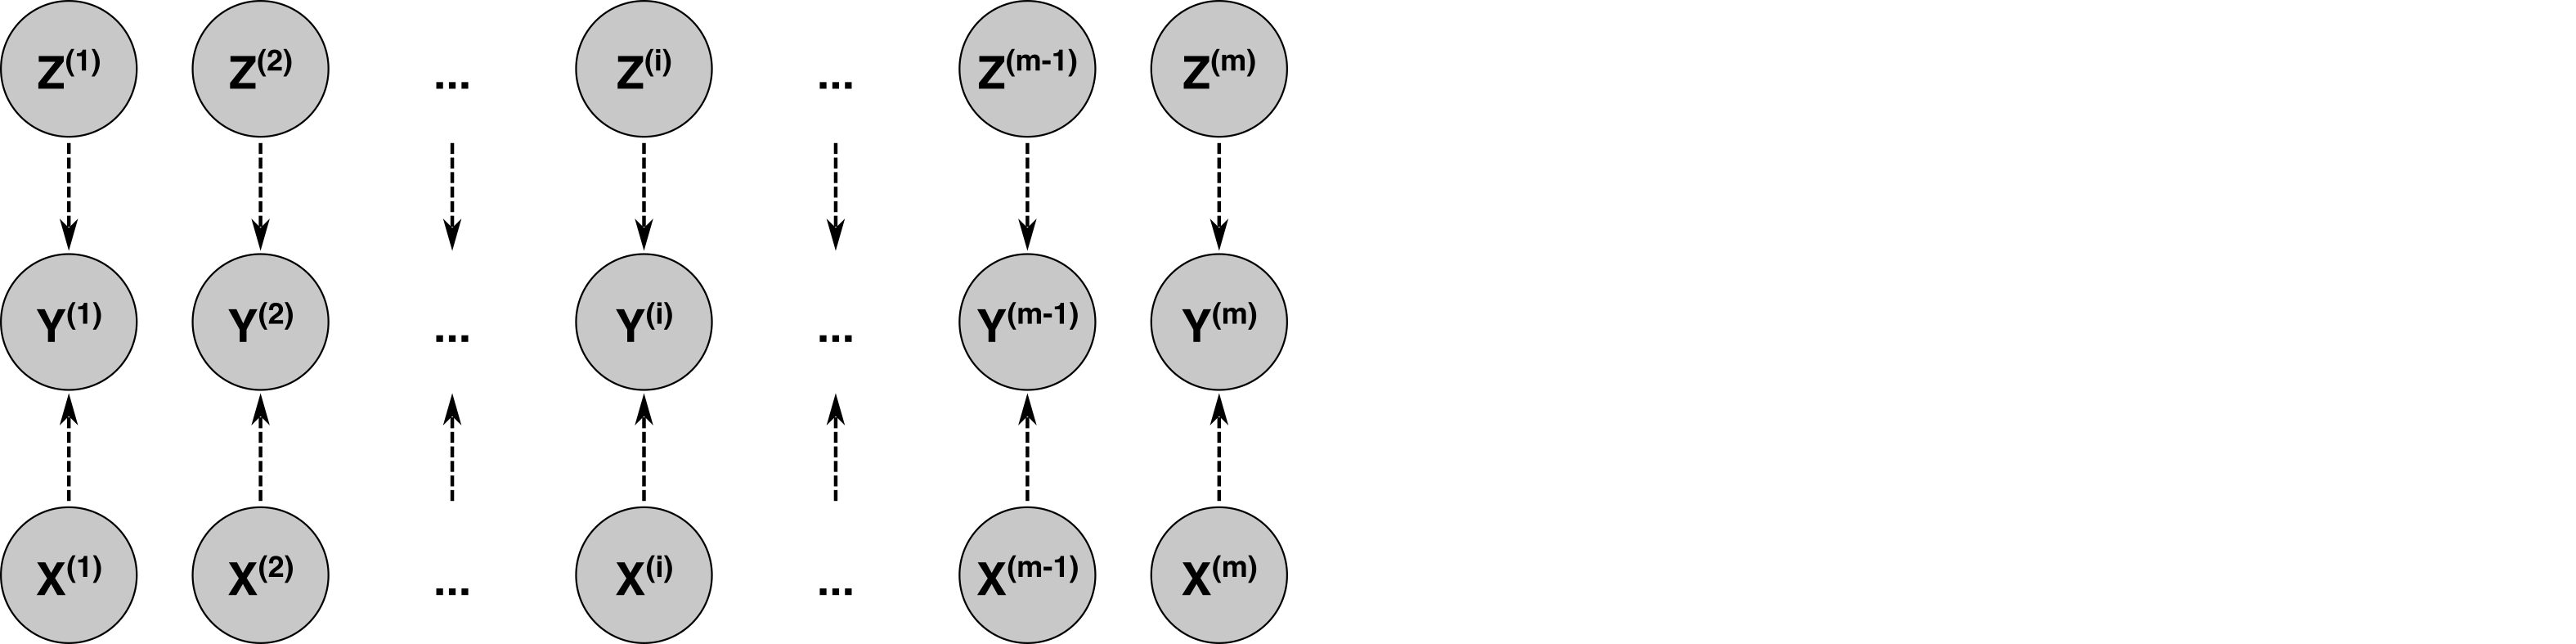 Z(1) Z(2) ... Z(i) ... Z(m-1) Z(m)
Y(1) Y(2) ... Y(i) ... Y(m-1) Y(m)
X(1) X(2) ... X(i) ... X(m-1) X(m)